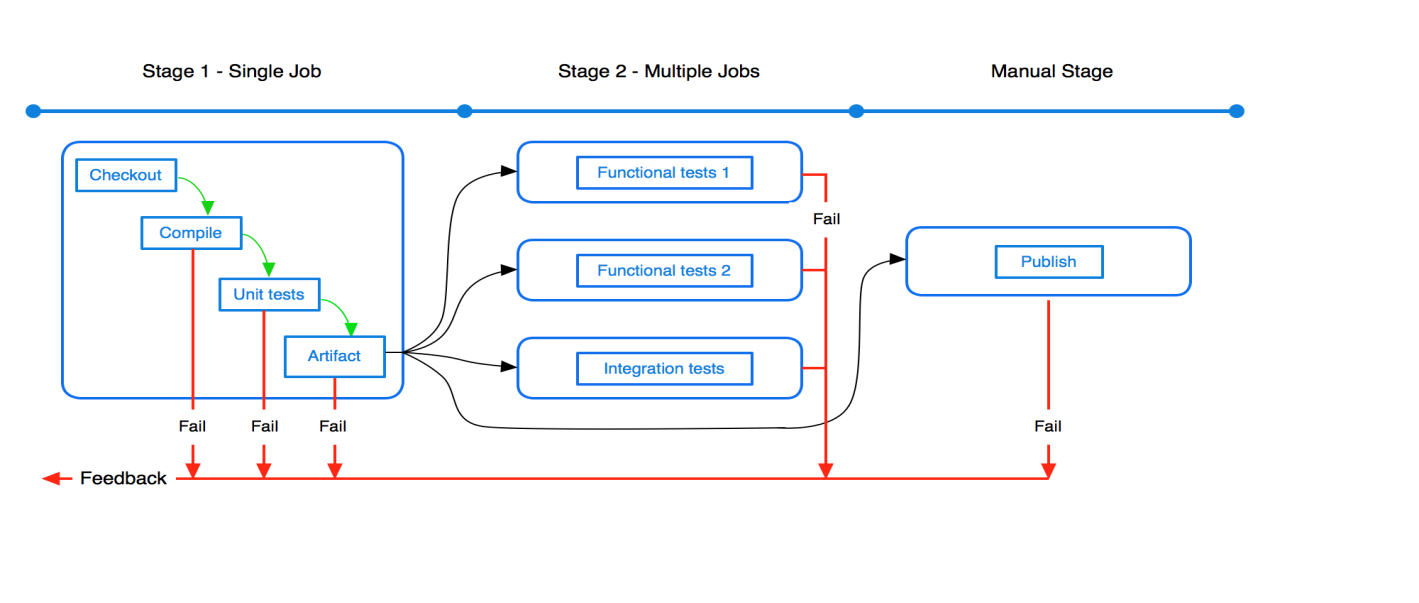 Stage 1 - Single Job
Stage 2 - Multiple Jobs
Manual Stage
Checkout
Compile
Unit tests
Artifact
Functional tests 1
Functional tests 2
Integration tests
Publish
Fail
Fail
Fail
Fail
Fail
Feedback